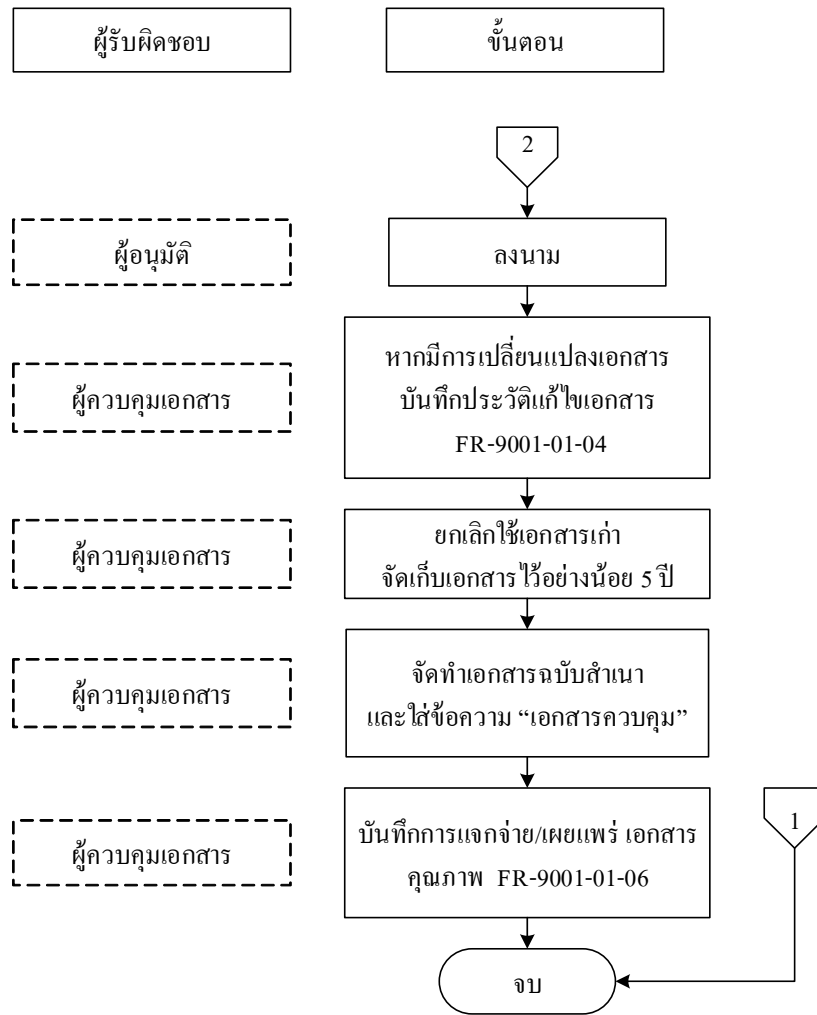 ผู้รับผิดชอบ
ขั้นตอน
2
ผู้อนุมัติ
ลงนาม
ผู้ควบคุมเอกสาร
หากมีการเปลี่ยนแปลงเอกสาร
บันทึกประวัติแก้ไขเอกสาร
FR-9001-01-04
ผู้ควบคุมเอกสาร
ยกเลิกใช้เอกสารเก่า
จัดเก็บเอกสารไว้อย่างน้อย 5 ปี
ผู้ควบคุมเอกสาร
จัดทำเอกสารฉบับสำเนา
และใส่ข้อความ “เอกสารควบคุม”
ผู้ควบคุมเอกสาร
บันทึกการแจกจ่าย/เผยแพร่ เอกสาร
คุณภาพ FR-9001-01-06
1
จบ